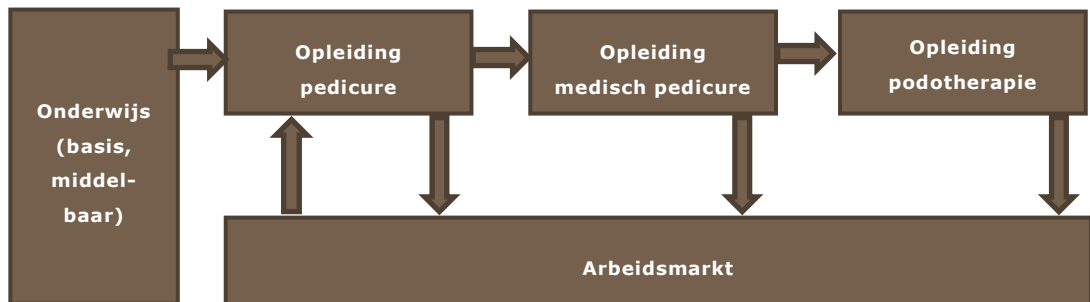 Onderwijs
(basis,
middel-
baar)
Opleiding
pedicure
Opleiding
medisch pedicure
Opleiding
podotherapie
Arbeidsmarkt